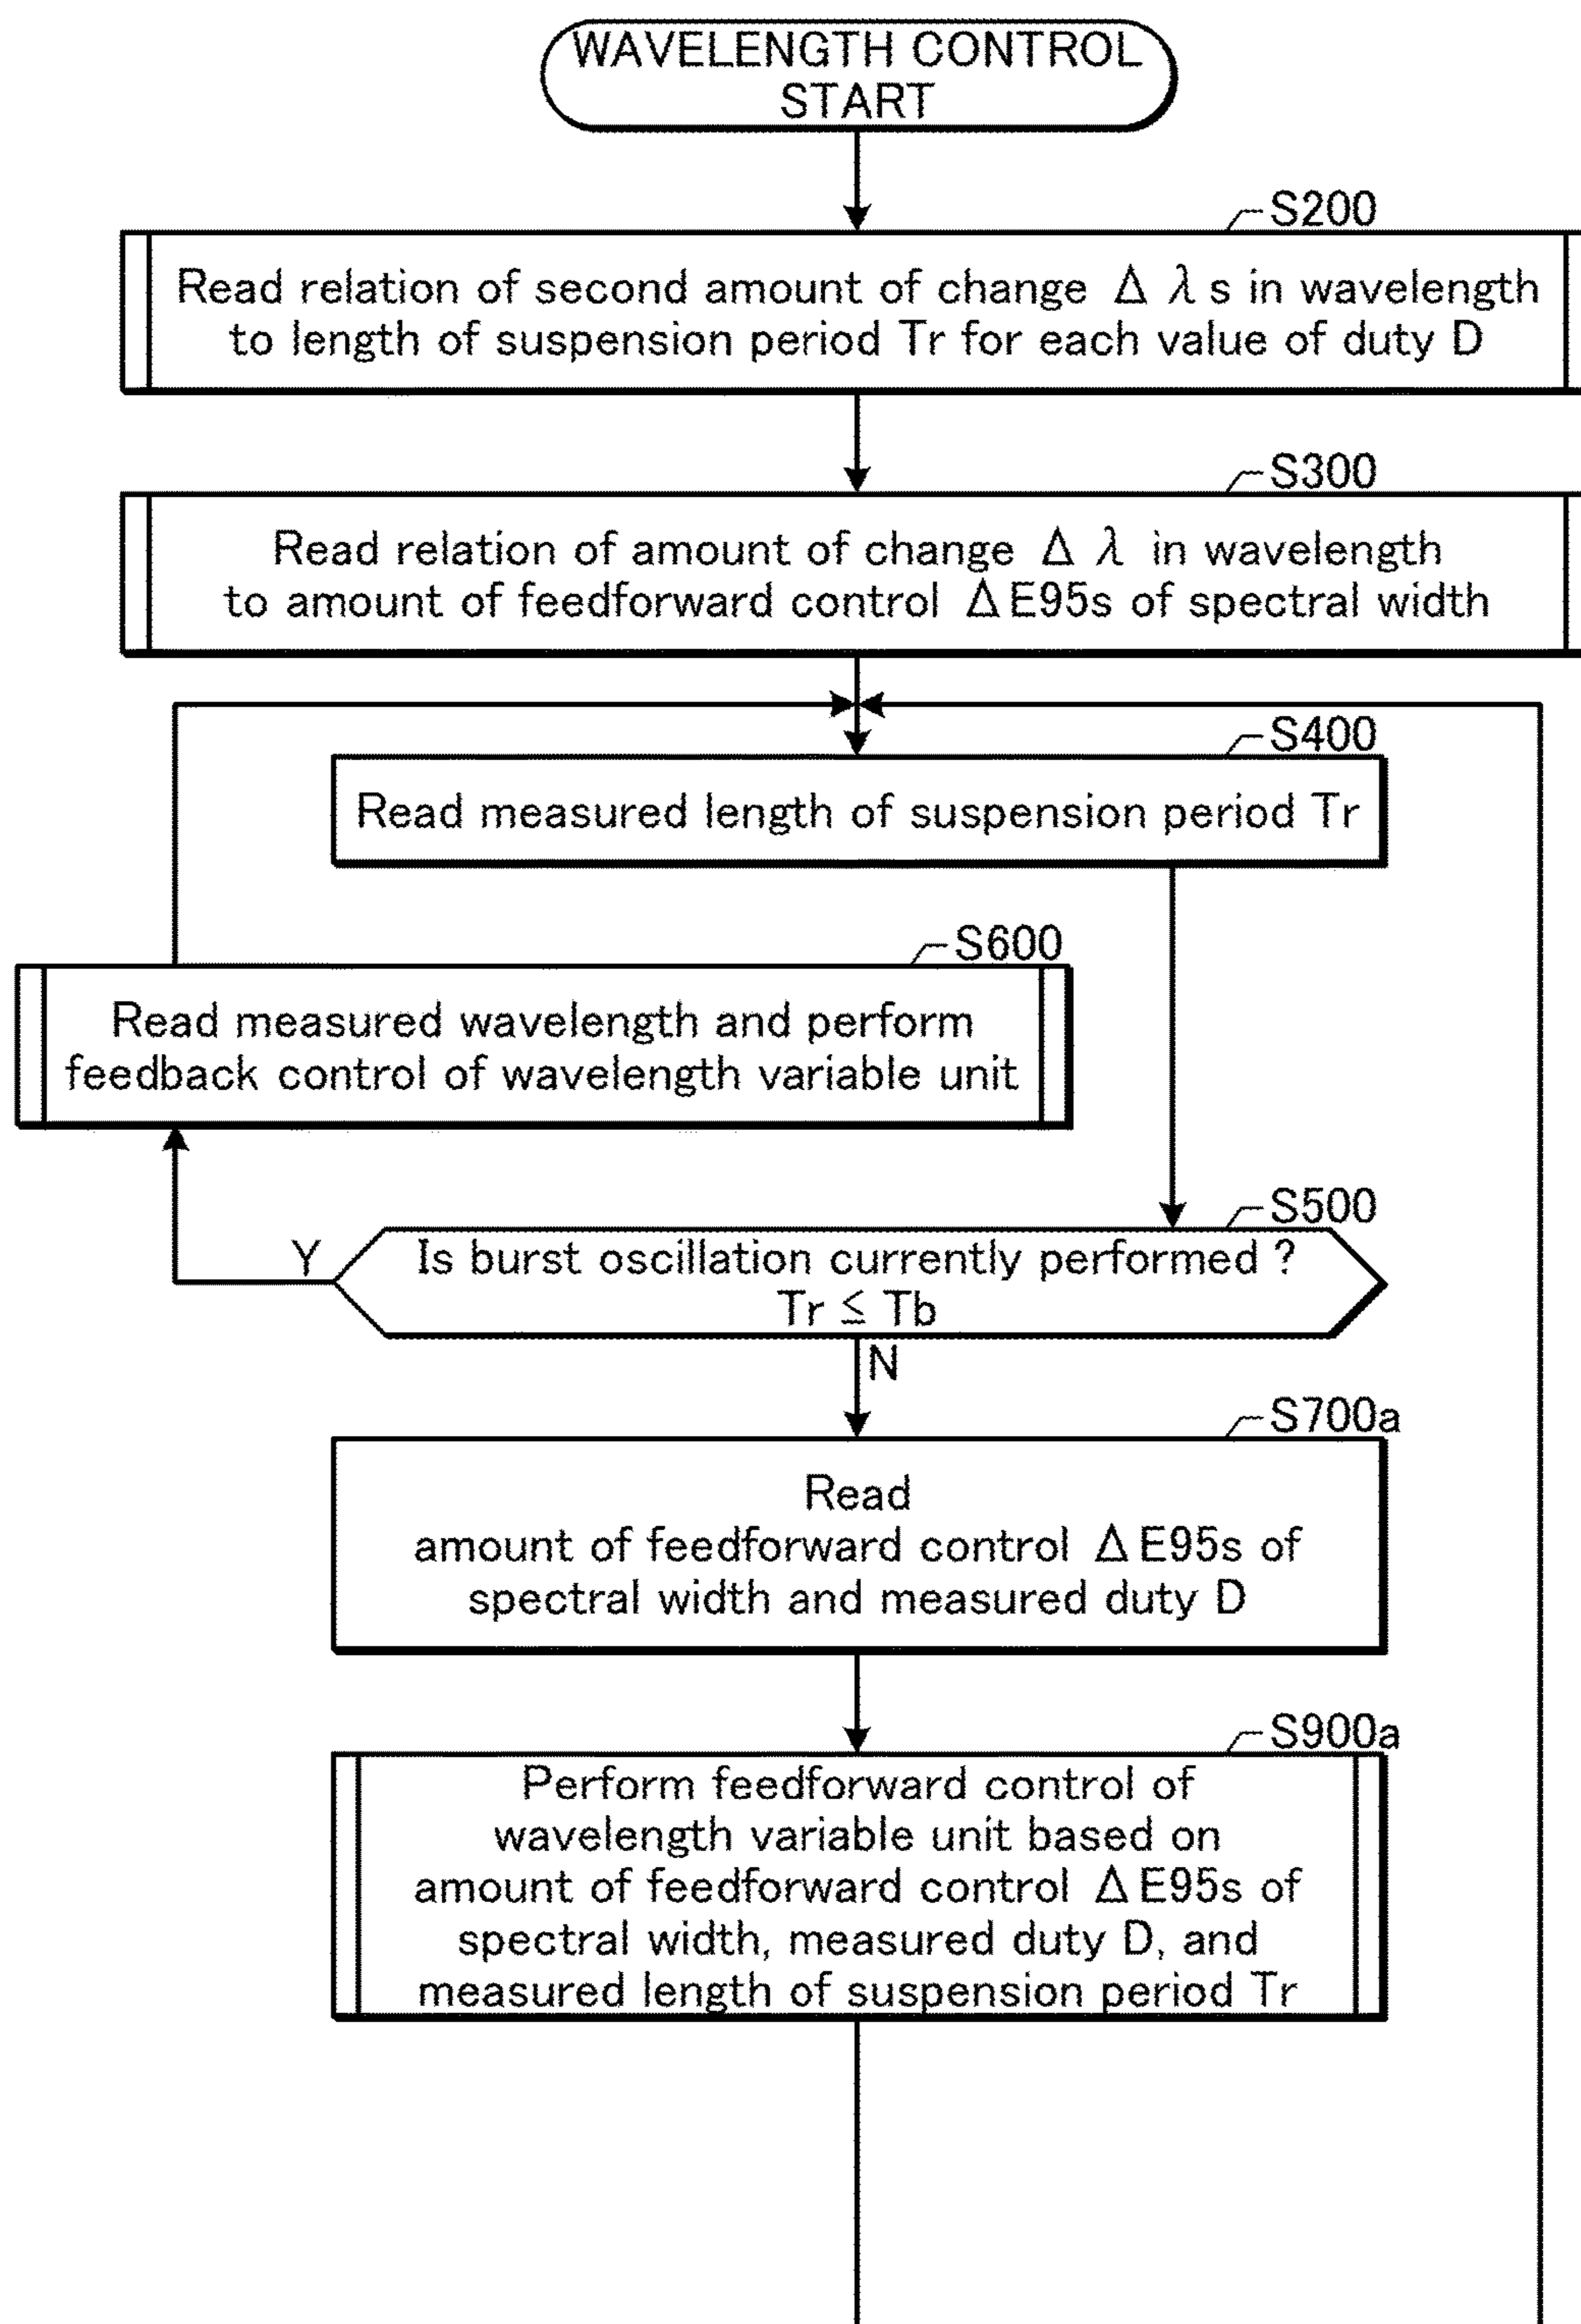 WAVELENGTH CONTROL
START
S200
Read relation of second amount of change Δλs in wavelength
to length of suspension period Tr for each value of duty D
S300
Read relation of amount of change Δλ in wavelength
to amount of feedforward control ΔE95s of spectral width
S400
Read measured length of suspension period Tr
S600
Read measured wavelength and perform
feedback control of wavelength variable unit
S500
Y
Is burst oscillation currently performed ?
Tr ≦ Tb
N
S700a
Read
amount of feedforward control ΔE95s of
spectral width and measured duty D
S900a
Perform feedforward control of
wavelength variable unit based on
amount of feedforward control ΔE95s of
spectral width, measured duty D, and
measured length of suspension period Tr